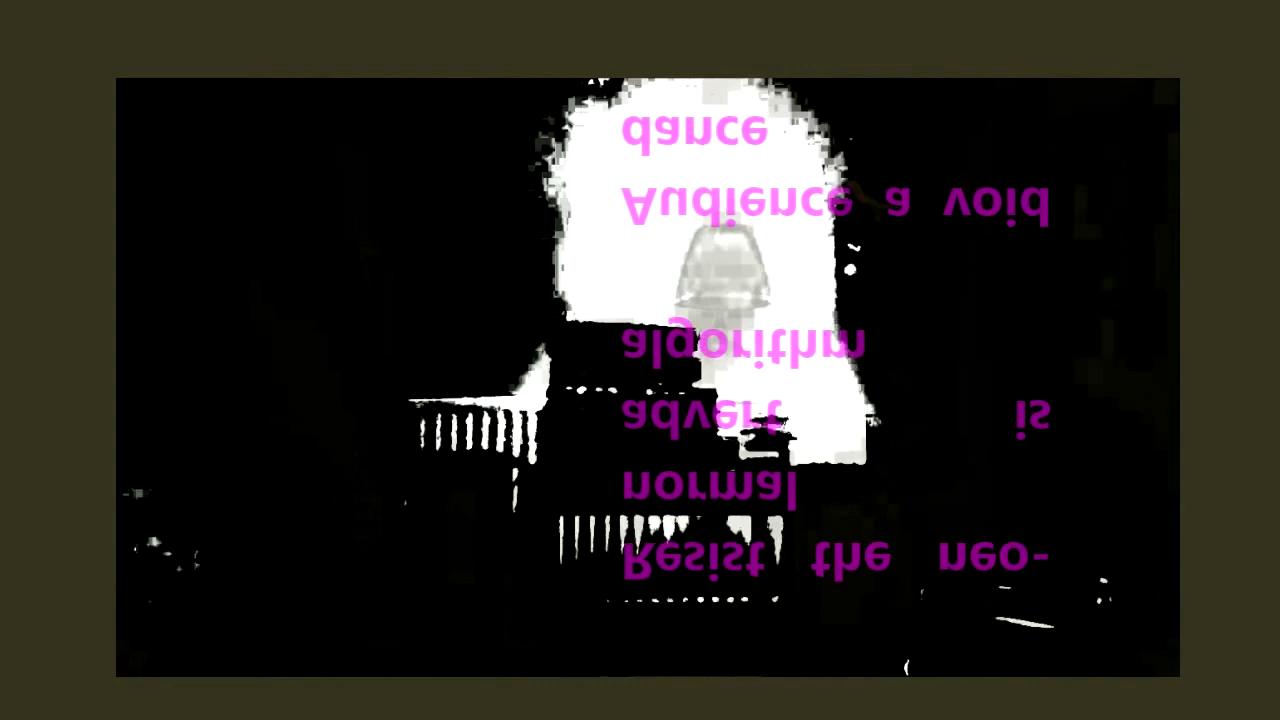 Resist the neo-
normal
advert is
algorithm
Audience a void
dance